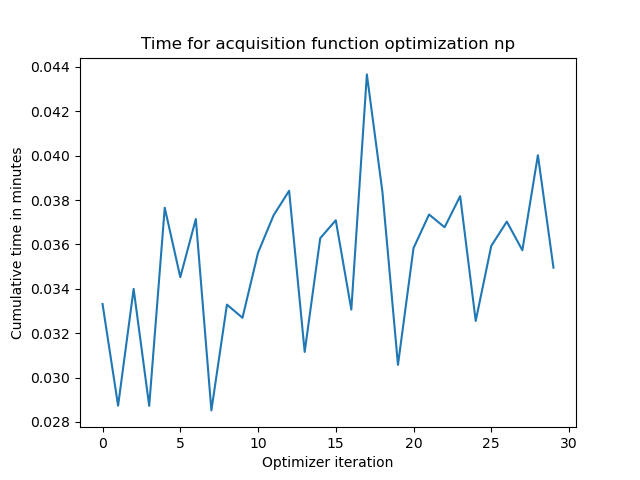 Time for acquisition function optimization np
0.044
0.042
0.040
0.038
0.036
0.034
0.032
0.030
0.028
Cumulative time in minutes
0 5 10 15 20 25 30
Optimizer iteration